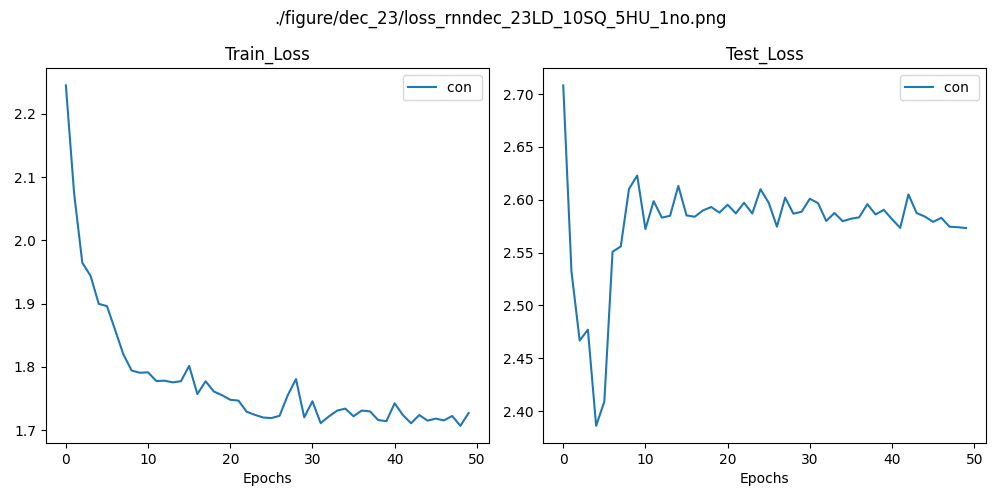 ./figure/dec_23/loss_rnndec_23LD_10SQ_5HU_1no.png
Train_Loss
con
2.2
2.1
2.0
1.9
1.8
1.7
0 10 20 30 40 50
Epochs
Test_Loss
con
2.70
2.65
2.60
2.55
2.50
2.45
2.40
0 10 20 30 40 50
Epochs